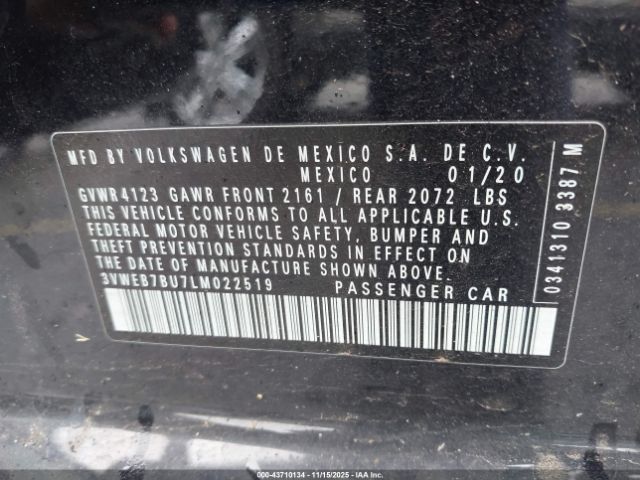 MFD BY VOLKSWAGEN DE MEXICO S.A. DE C.V.
MEXICO 01/20
GVWR4123 GAWR FRONT 2161 / REAR 2072 LBS
THIS VEHICLE CONFORMS TO ALL APPLICABLE U.S.
FEDERAL MOTOR VEHICLE SAFETY, BUMPER AND
THEFT PREVENTION STANDARDS IN EFFECT ON
THE DATE OF MANUFACTURE SHOWN ABOVE.
3VWEB7BU7LM022519 PASSENGER CAR
0341310 3387 M
000-43710134 - 11/15/2025 - IAA Inc.